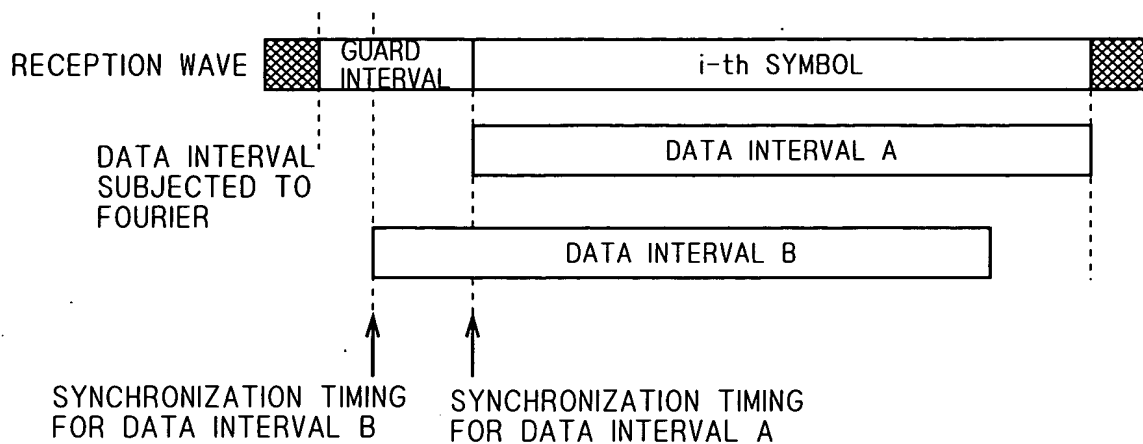 GUARD
INTERVAL
RECEPTION WAVE
i-th SYMBOL
DATA INTERVAL
SUBJECTED TO
FOURIER
DATA INTERVAL A
DATA INTERVAL B
SYNCHRONIZATION TIMING
FOR DATA INTERVAL B
SYNCHRONIZATION TIMING
FOR DATA INTERVAL A